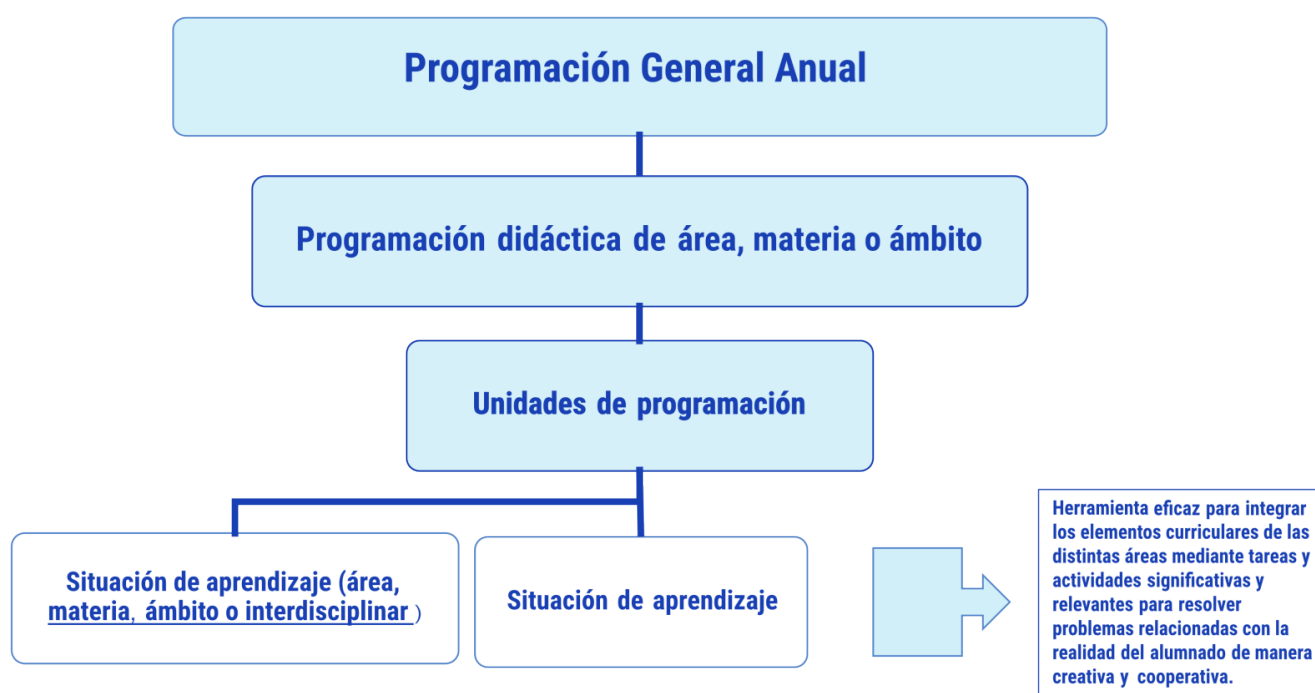 Programación General Anual
Programación didáctica de área, materia o ámbito
Unidades de programación
Situación de aprendizaje (área,
materia, ámbito o interdisciplinar )
Situación de aprendizaje
Herramienta eficaz para integrar
los elementos curriculares de las
distintas áreas mediante tareas y
actividades significativas y
relevantes para resolver
problemas relacionadas con la
realidad del alumnado de manera
creativa y cooperativa.